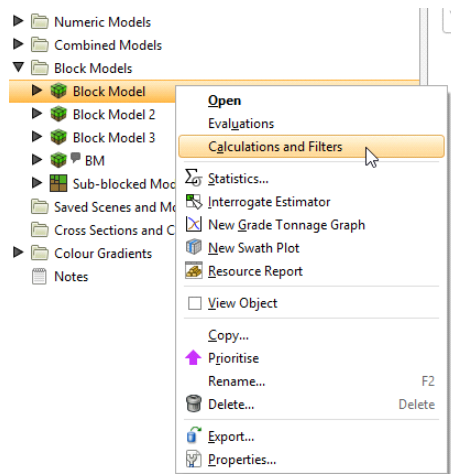 Numeric Models
Combined Models
Block Models
Block Model
Block Model 2
Block Model 3
BM
Sub-blocked Mod
Saved Scenes and Mo
Cross Sections and C
Colour Gradients
Notes
Open
Evaluations
Calculations and Filters
Statistics...
Interrogate Estimator
New Grade Tonnage Graph
New Swath Plot
Resource Report
View Object
Copy...
Prioritise
Rename... F2
Delete... Delete
Export...
Properties...